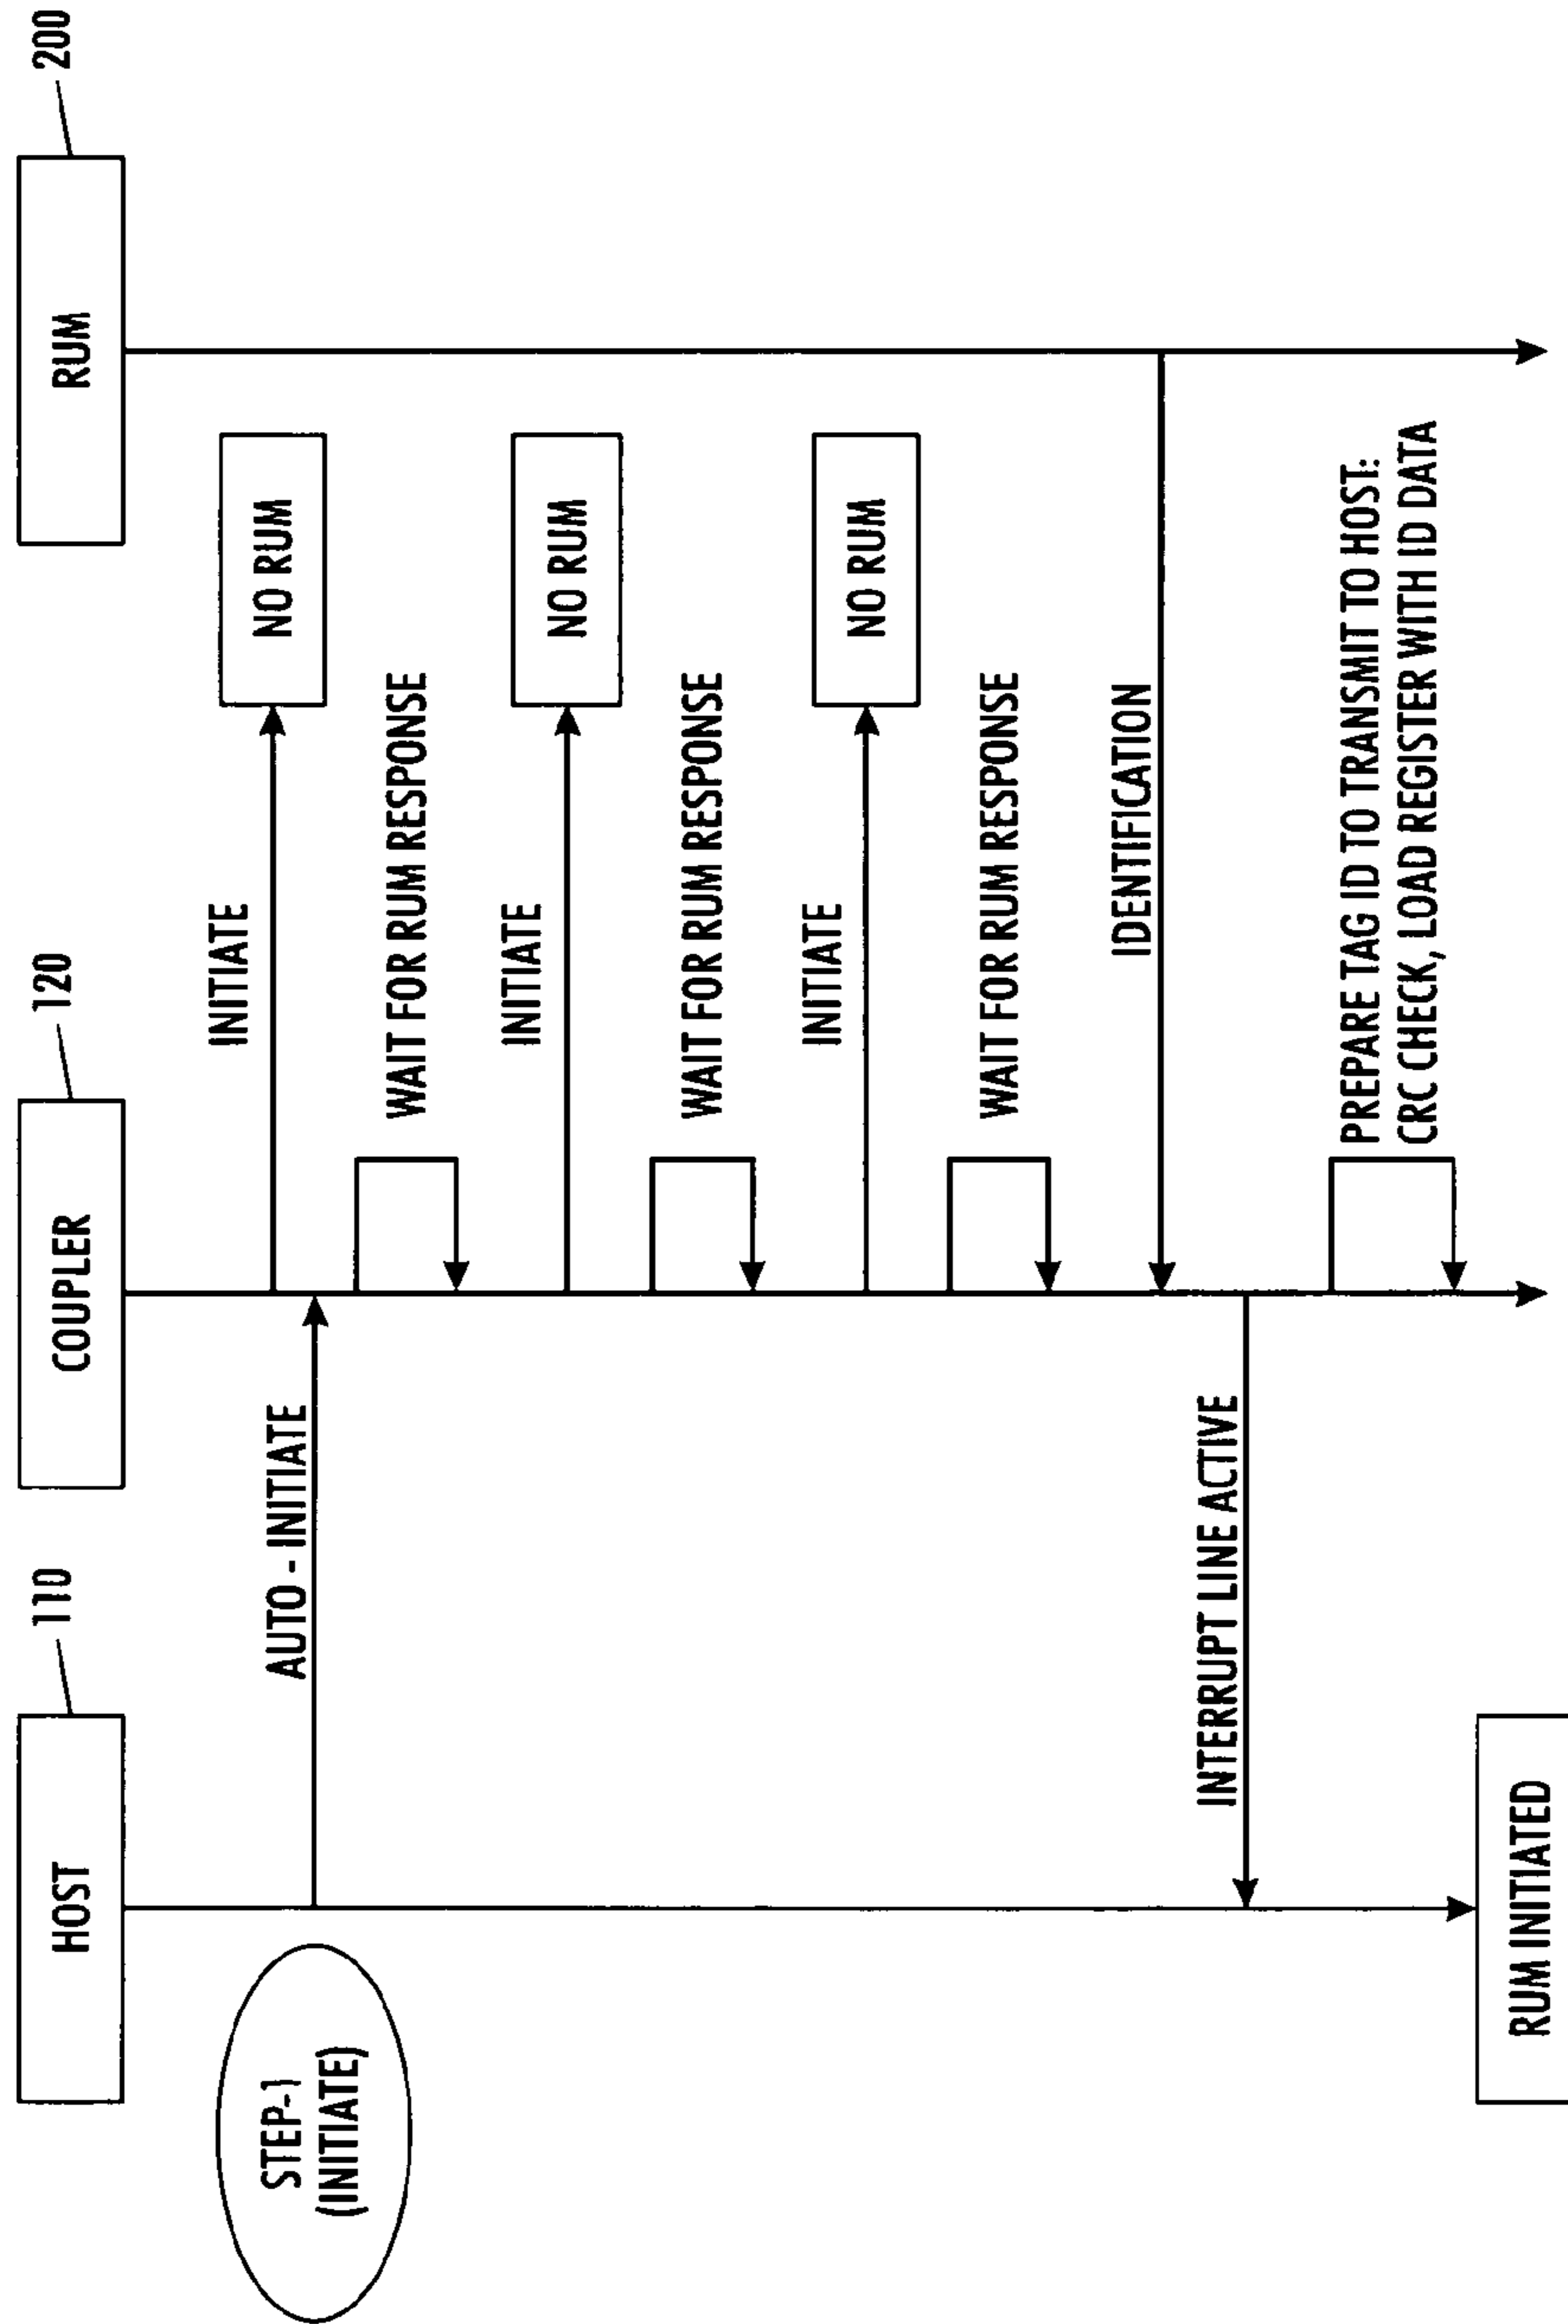 110
120
200
HOST
COUPLER
RUM
STEP-1
(INITIATE)
INITIATE
NO RUM
AUTO - INITIATE
WAIT FOR RUM RESPONSE
INITIATE
NO RUM
WAIT FOR RUM RESPONSE
INITIATE
NO RUM
WAIT FOR RUM RESPONSE
IDENTIFICATION
INTERRUPT LINE ACTIVE
PREPARE TAG ID TO TRANSMIT TO HOST:
CRC CHECK, LOAD REGISTER WITH ID DATA
RUM INITIATED